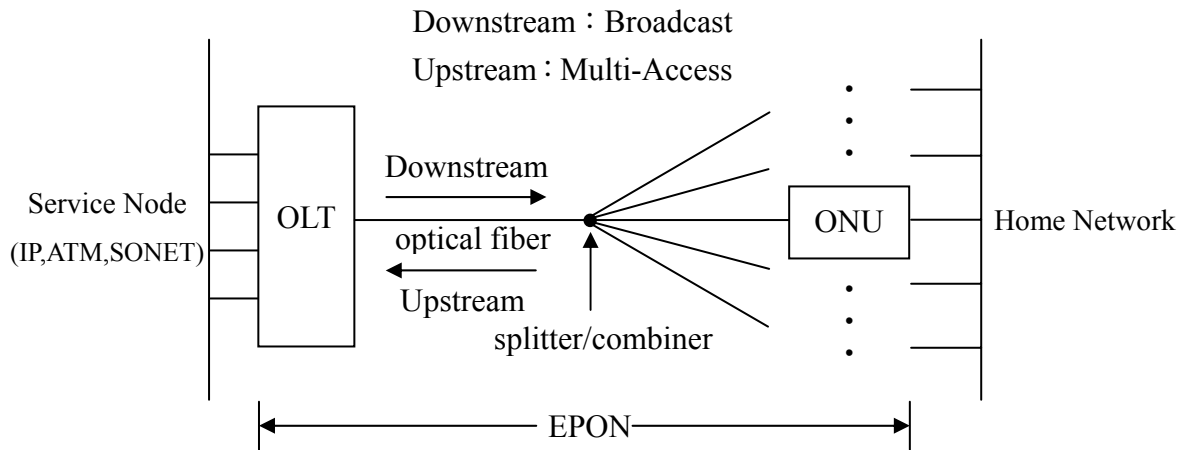 Downstream：Broadcast
Upstream：Multi-Access
Downstream
Service Node
(IP,ATM,SONET)
OLT
optical fiber
ONU
Home Network
Upstream
splitter/combiner
EPON